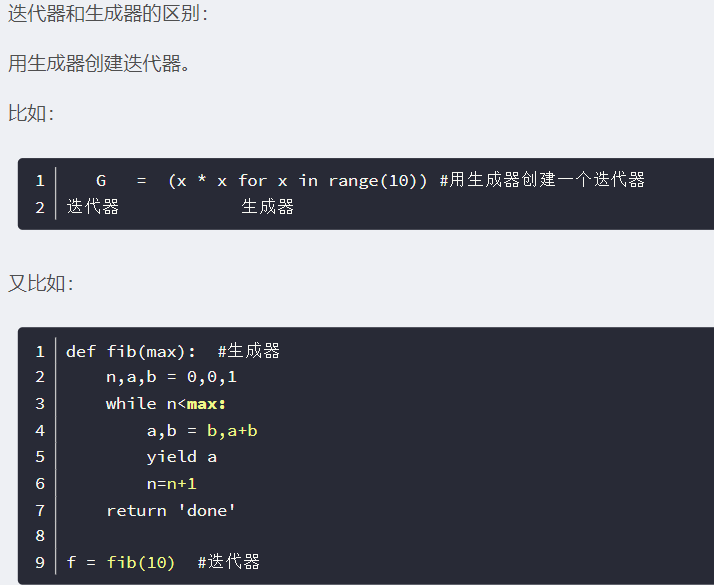 迭代器和生成器的区别：
用生成器创建迭代器。
比如：
1 G = (x * x for x in range(10)) #用生成器创建一个迭代器
2 迭代器 生成器
又比如：
1 def fib(max): #生成器
2     n,a,b = 0,0,1
3     while n<max:
4         a,b = b,a+b
5         yield a
6         n=n+1
7     return 'done'
8
9 f = fib(10) #迭代器